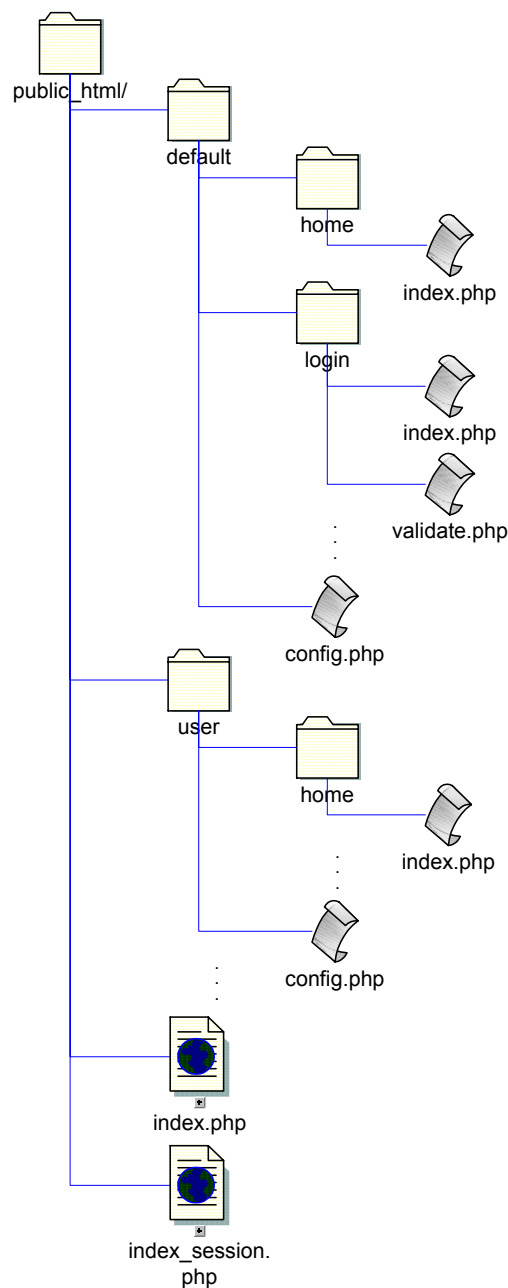 public_html/
default
home
index.php
login
index.php
validate.php
config.php
user
home
index.php
config.php
index.php
index_session.
php